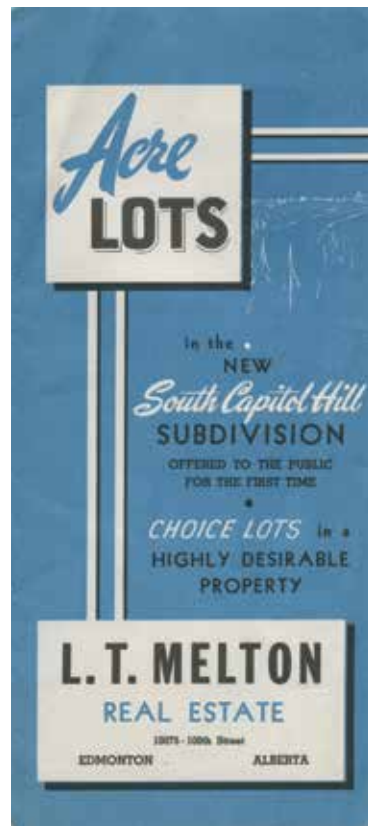 Acre
LOTS
in the
NEW
South Capitol Hill
SUBDIVISION
OFFERED TO THE PUBLIC
FOR THE FIRST TIME
CHOICE LOTS in a
HIGHLY DESIRABLE
PROPERTY
L. T. MELTON
REAL ESTATE
Street
EDMONTON ALBERTA